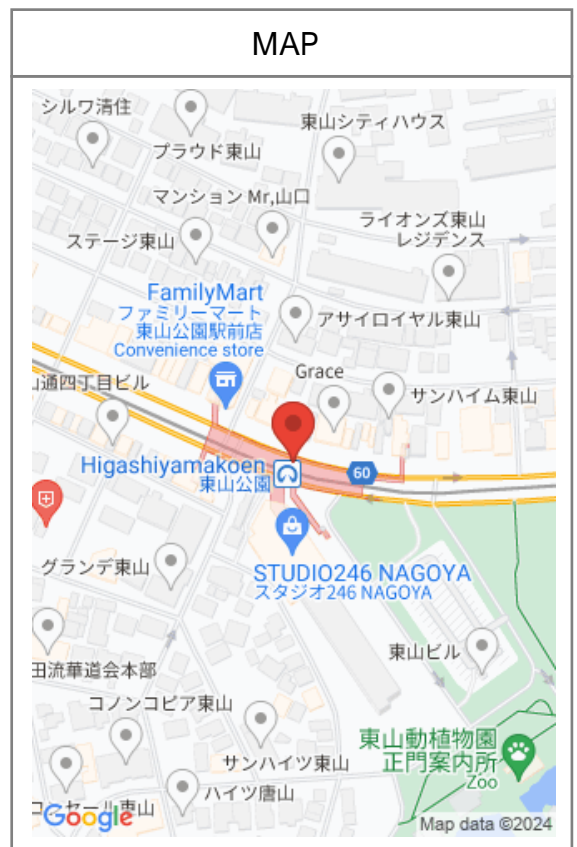 MAP
シルワ清住
プラウド東山
東山シティハウス
マンション Mr,山口
ステージ東山
ライオンズ東山
レジデンス
FamilyMart
ファミリーマート
東山公園駅前店
Convenience store
アサイロイヤル東山
通四丁目ビル
Grace
サンハイム東山
Higashiyamakoen
東山公園
60
STUDIO246 NAGOYA
スタジオ246 NAGOYA
グランデ東山
田流華道会本部
東山ビル
コノンコピア東山
東山動植物園
正門案内所
Zoo
サンハイツ東山
ハイツ唐山
セール東山
Google
Map data ©2024